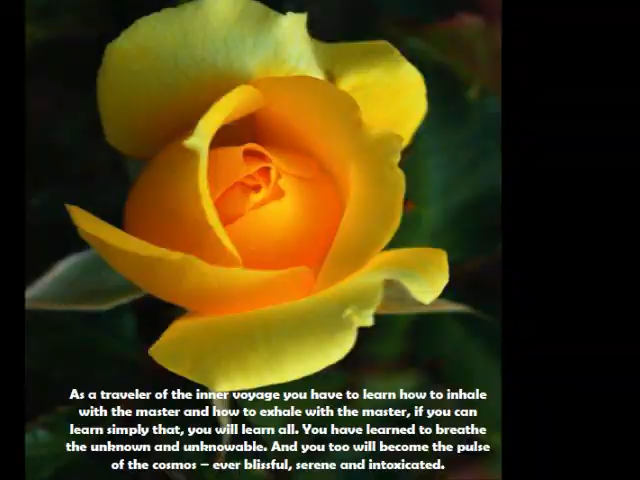 As a traveler of the inner voyage you have to learn how to inhale
with the master and how to exhale with the master, if you can
learn simply that, you will learn all. You have learned to breathe
the unknown and unknowable. And you too will become the pulse
of the cosmos – ever blissful, serene and intoxicated.